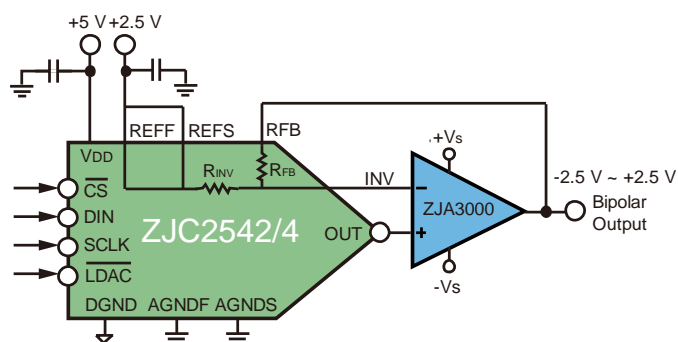 +5 V +2.5 V
REFF REFS RFB
VDD
RINV
RFB
INV
+Vs
-2.5 V ~ +2.5 V
CS
ZJA3000
Bipolar
Output
DIN
ZJC2542/4
OUT
SCLK
LDAC
-Vs
DGND AGNDF AGNDS